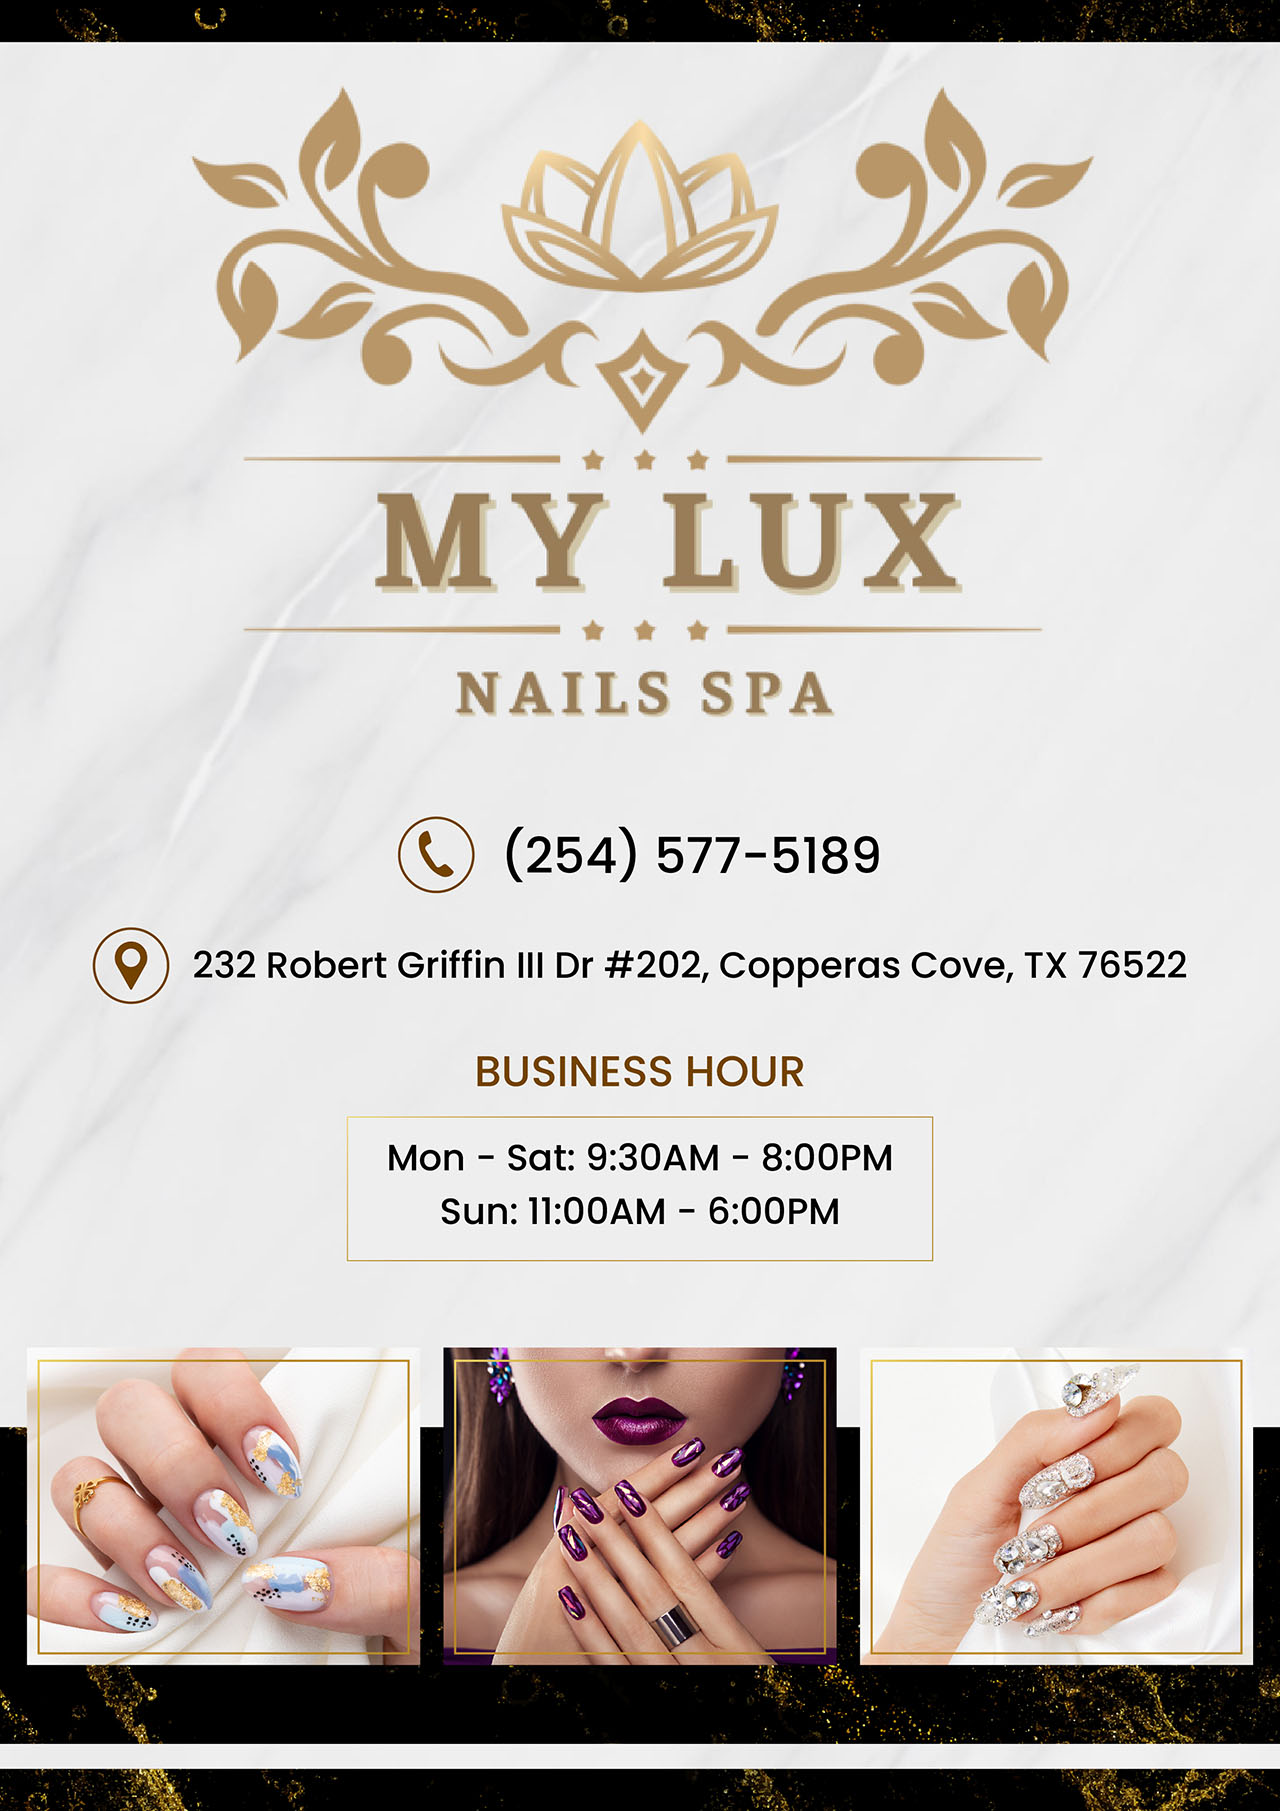 MY LUX
NAILS SPA
(254) 577-5189
232 Robert Griffin III Dr #202, Copperas Cove, TX 76522
BUSINESS HOUR
Mon - Sat: 9:30AM - 8:00PM
Sun: 11:00AM - 6:00PM